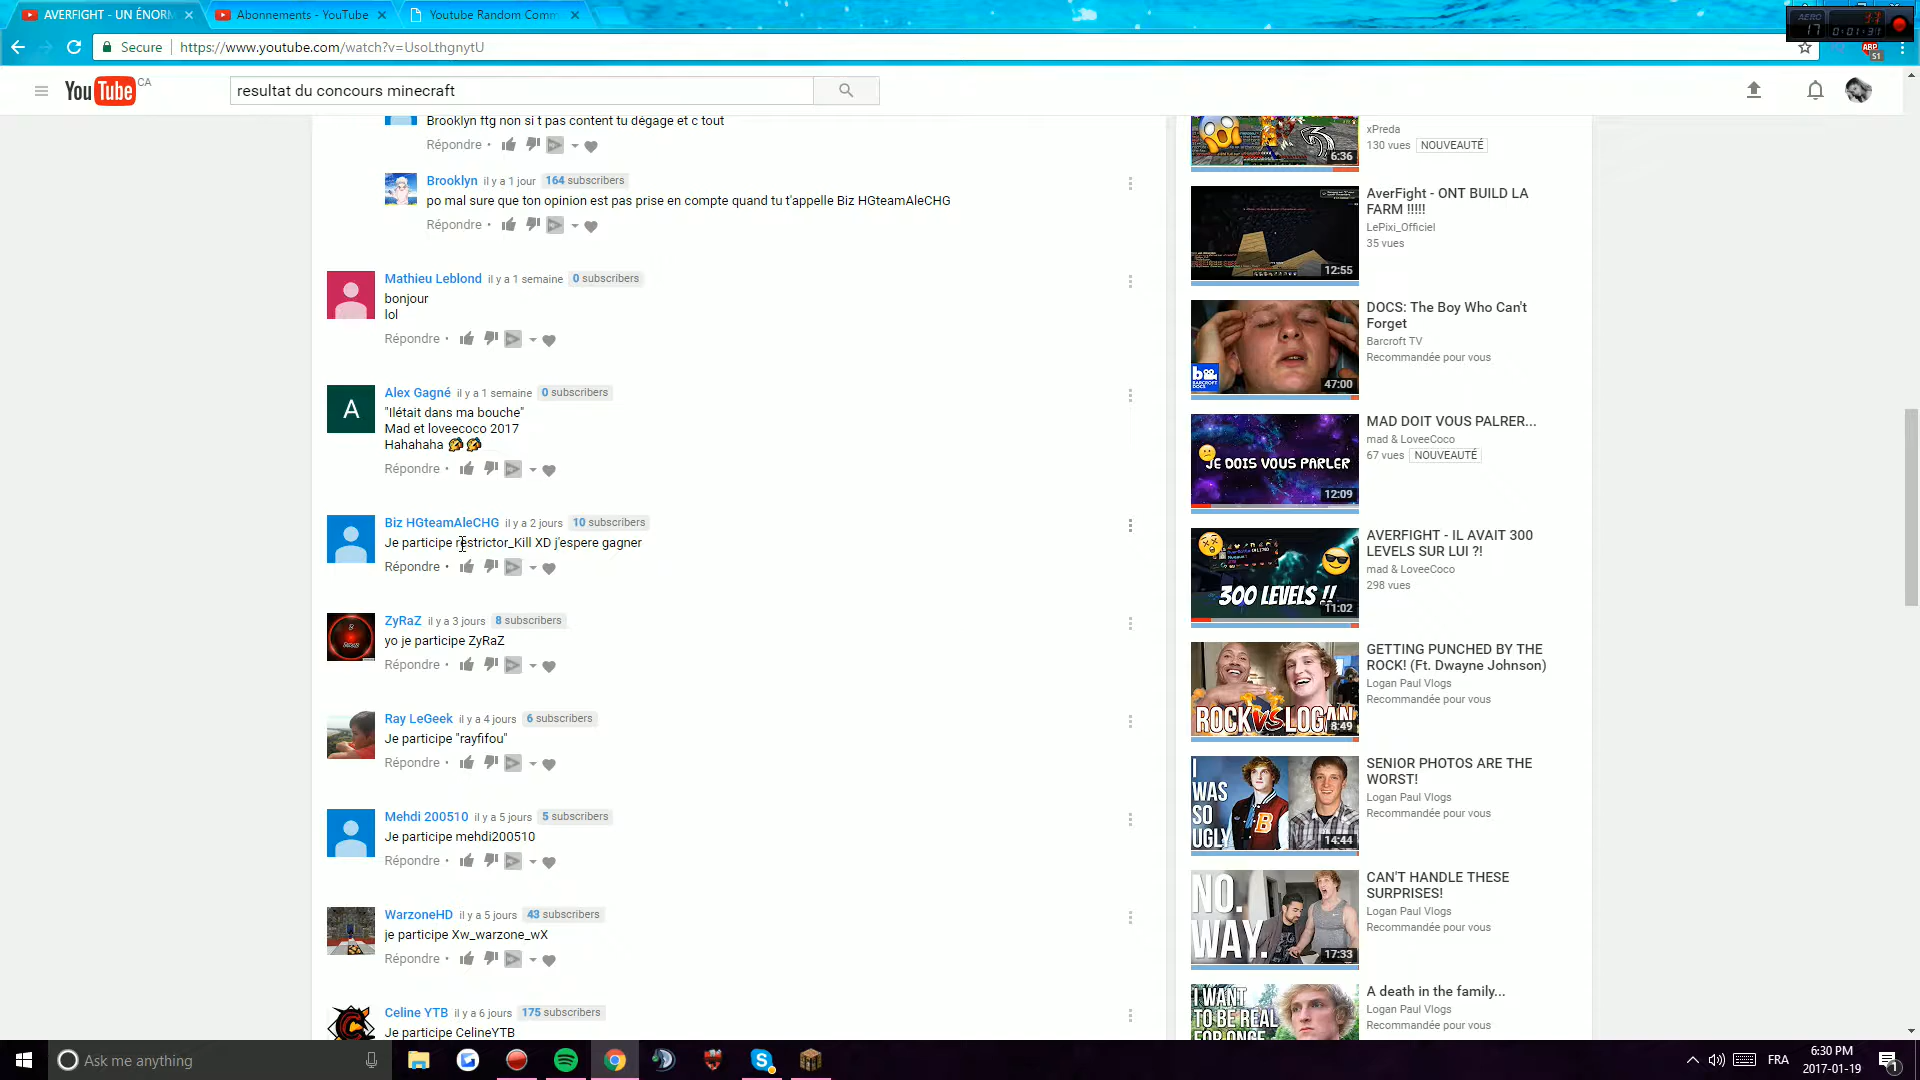 AVERFIGHT - UN ÉNORM
Abonnements - YouTube
Youtube Random Comm
Secure
https://www.youtube.com/watch?v=UsoLthgnytU
AERO
17
0:01:31
ABP
51
YouTube CA
resultat du concours minecraft
Brooklyn ftg non si t pas content tu dégage et c tout
Répondre •
Brooklyn il y a 1 jour 164 subscribers
po mal sure que ton opinion est pas prise en compte quand tu t'appelle Biz HGteamAleCHG
Répondre •
Mathieu Leblond il y a 1 semaine 0 subscribers
bonjour
lol
Répondre •
A
Alex Gagné il y a 1 semaine 0 subscribers
"Ilétait dans ma bouche"
Mad et loveecoco 2017
Hahahaha 🤣🤣
Répondre •
Biz HGteamAleCHG il y a 2 jours 10 subscribers
Je participe restrictor_Kill XD j'espere gagner
Répondre •
ZyRaZ il y a 3 jours 8 subscribers
yo je participe ZyRaZ
Répondre •
Ray LeGeek il y a 4 jours 6 subscribers
Je participe "rayfifou"
Répondre •
Mehdi 200510 il y a 5 jours 5 subscribers
Je participe mehdi200510
Répondre •
WarzoneHD il y a 5 jours 43 subscribers
je participe Xw_warzone_wX
Répondre •
Celine YTB il y a 6 jours 175 subscribers
Je participe CelineYTB
6:36
xPreda
130 vues NOUVEAUTÉ
12:55
AverFight - ONT BUILD LA
FARM !!!!!
LePixi_Officiel
35 vues
b
BARCROFT
DOCS
47:00
DOCS: The Boy Who Can't
Forget
Barcroft TV
Recommandée pour vous
JE DOIS VOUS PARLER
12:09
MAD DOIT VOUS PALRER...
mad & LoveeCoco
67 vues NOUVEAUTÉ
300 LEVELS !!
11:02
AVERFIGHT - IL AVAIT 300
LEVELS SUR LUI ?!
mad & LoveeCoco
298 vues
ROCK VS LOGAN
8:49
GETTING PUNCHED BY THE
ROCK! (Ft. Dwayne Johnson)
Logan Paul Vlogs
Recommandée pour vous
I
WAS
SO
UGLY
B
14:44
SENIOR PHOTOS ARE THE
WORST!
Logan Paul Vlogs
Recommandée pour vous
NO.
WAY.
17:33
CAN'T HANDLE THESE
SURPRISES!
Logan Paul Vlogs
Recommandée pour vous
I WANT
TO BE REAL
FOR ONCE
A death in the family...
Logan Paul Vlogs
Recommandée pour vous
Ask me anything
FRA
6:30 PM
2017-01-19
1